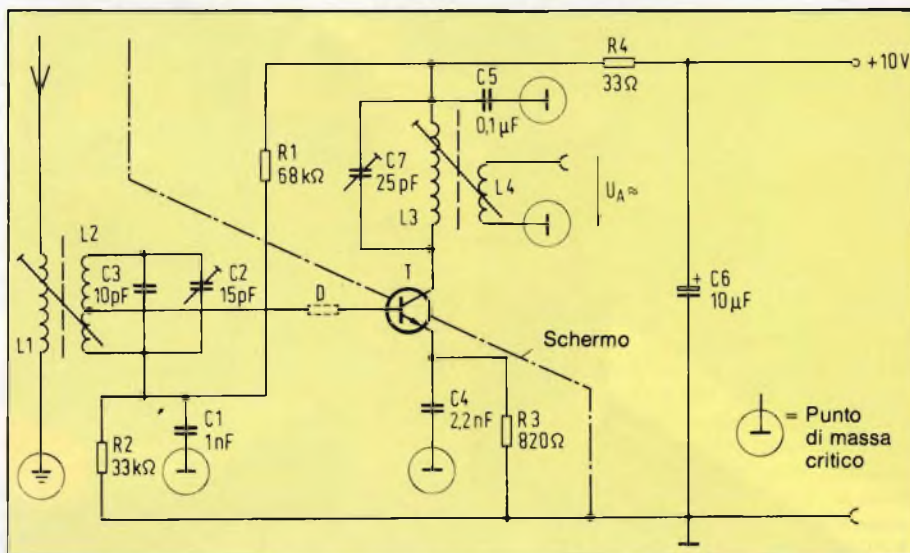 R4
33Ω
+10V
C5
0,1µF
R1
68kΩ
C7
25pF
L4
U_A≈
L3
L2
C3
10pF
C2
15pF
D
T
C6
+
10µF
L1
Schermo
C4
2,2nF
R3
820Ω
C1
1nF
R2
33kΩ
= Punto
di massa
critico